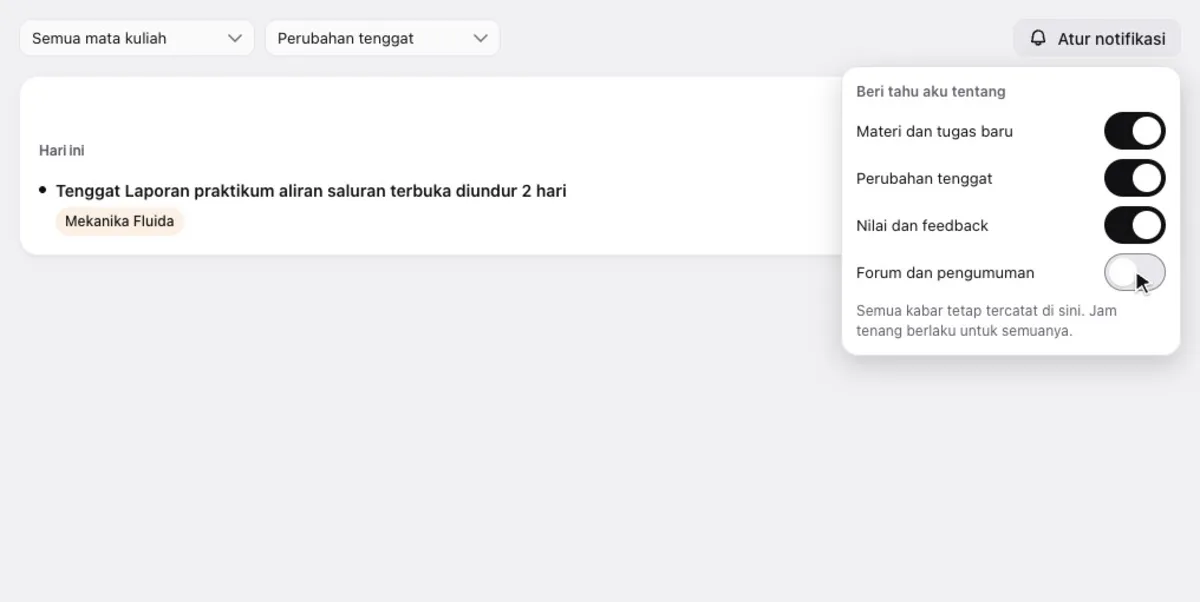 Semua mata kuliah
Perubahan tenggat
Atur notifikasi
Hari ini
Tenggat Laporan praktikum aliran saluran terbuka diundur 2 hari
Mekanika Fluida
Beri tahu aku tentang
Materi dan tugas baru
Perubahan tenggat
Nilai dan feedback
Forum dan pengumuman
Semua kabar tetap tercatat di sini. Jam
tenang berlaku untuk semuanya.